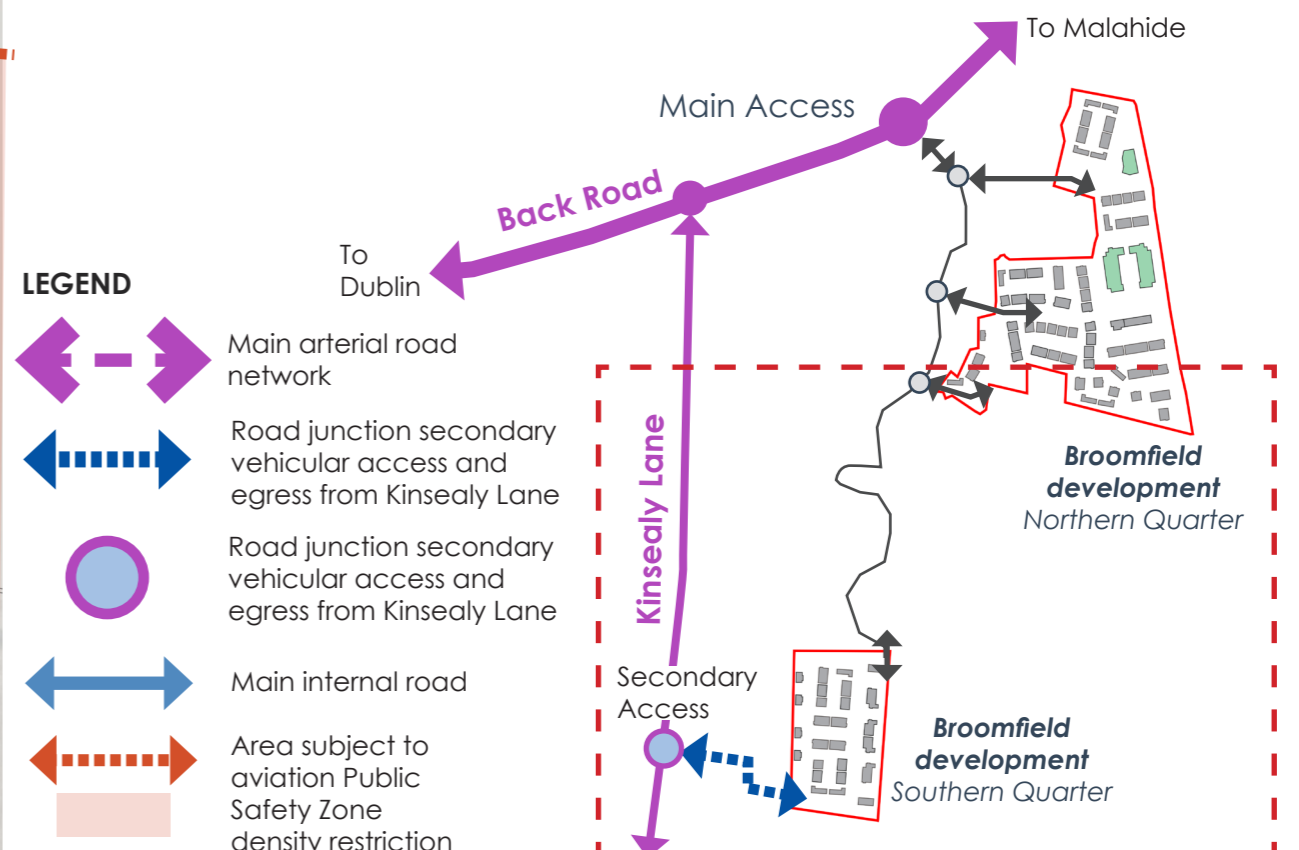 To Malahide
Main Access
Back Road
To
Dublin
LEGEND
Main arterial road
network
Road junction secondary
vehicular access and
egress from Kinsealy Lane
Road junction secondary
vehicular access and
egress from Kinsealy Lane
Main internal road
Area subject to
aviation Public
Safety Zone
density restriction
Kinsealy Lane
Broomfield
development
Northern Quarter
Secondary
Access
Broomfield
development
Southern Quarter